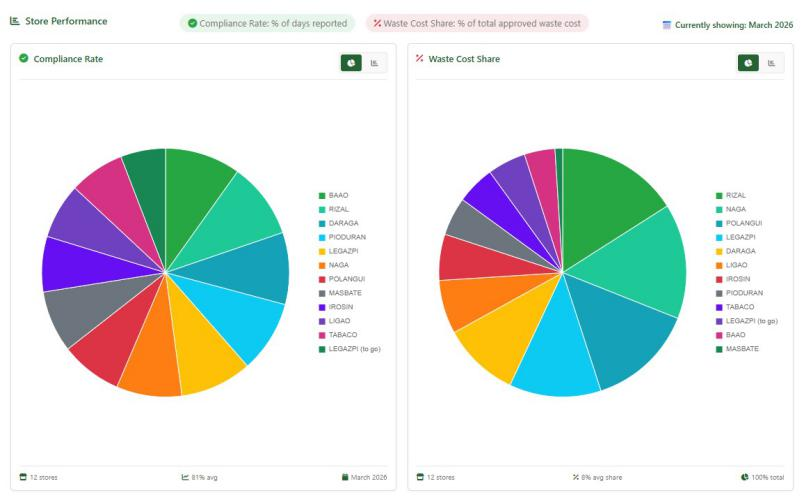 Store Performance
Compliance Rate: % of days reported
Waste Cost Share: % of total approved waste cost
Currently showing: March 2026
Compliance Rate
BAAO
RIZAL
DARAGA
PIODURAN
LEGAZPI
NAGA
POLANGUI
MASBATE
IROSIN
LIGAO
TABACO
LEGAZPI (to go)
12 stores
81% avg
March 2026
Waste Cost Share
RIZAL
NAGA
POLANGUI
LEGAZPI
DARAGA
LIGAO
IROSIN
PIODURAN
TABACO
LEGAZPI (to go)
BAAO
MASBATE
12 stores
8% avg share
100% total